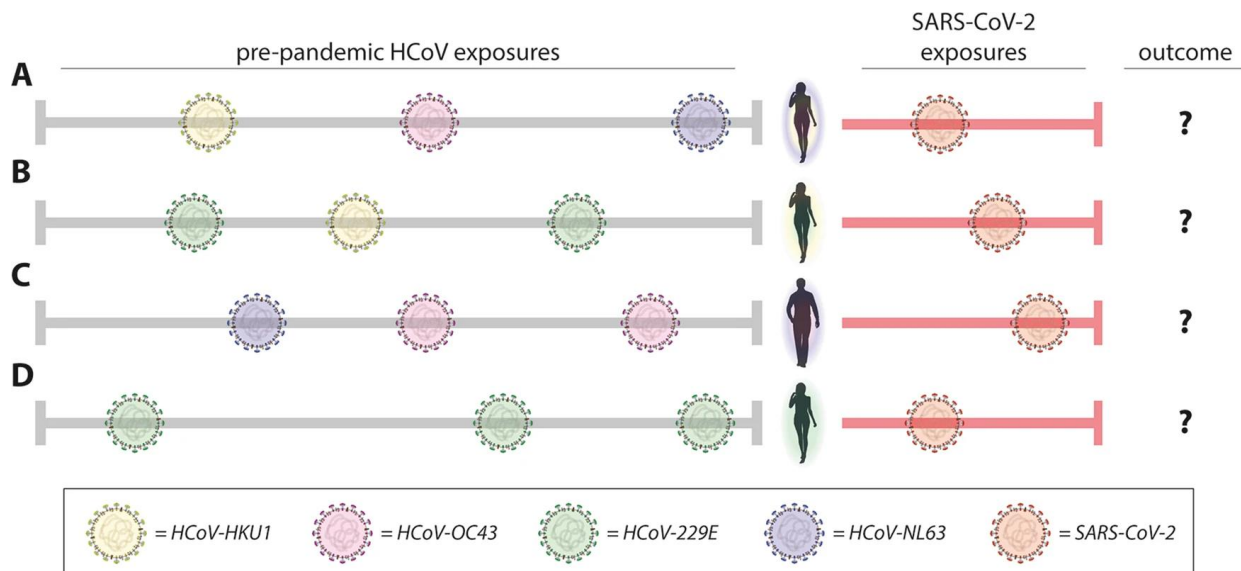 pre-pandemic HCoV exposures
SARS-CoV-2
exposures
outcome
A
?
B
?
C
?
D
?
= HCoV-HKU1
= HCoV-OC43
= HCoV-229E
= HCoV-NL63
= SARS-CoV-2